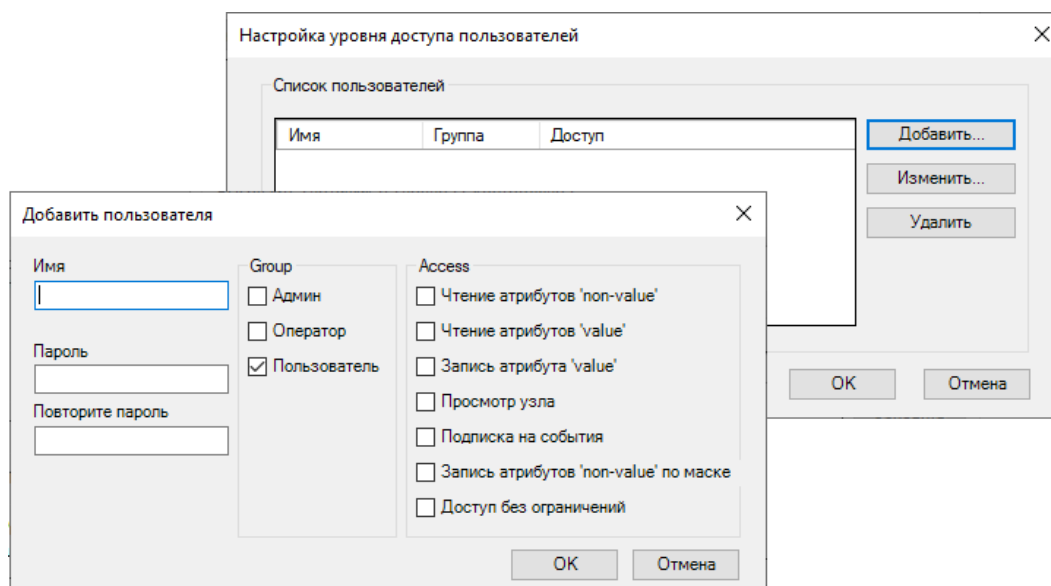 Настройка уровня доступа пользователей
Список пользователей
Имя Группа Доступ
Добавить...
Изменить...
Удалить
OK Отмена
Добавить пользователя
Имя
Пароль
Повторите пароль
Group
Админ
Оператор
Пользователь
Access
Чтение атрибутов 'non-value'
Чтение атрибутов 'value'
Запись атрибута 'value'
Просмотр узла
Подписка на события
Запись атрибутов 'non-value' по маске
Доступ без ограничений
OK Отмена